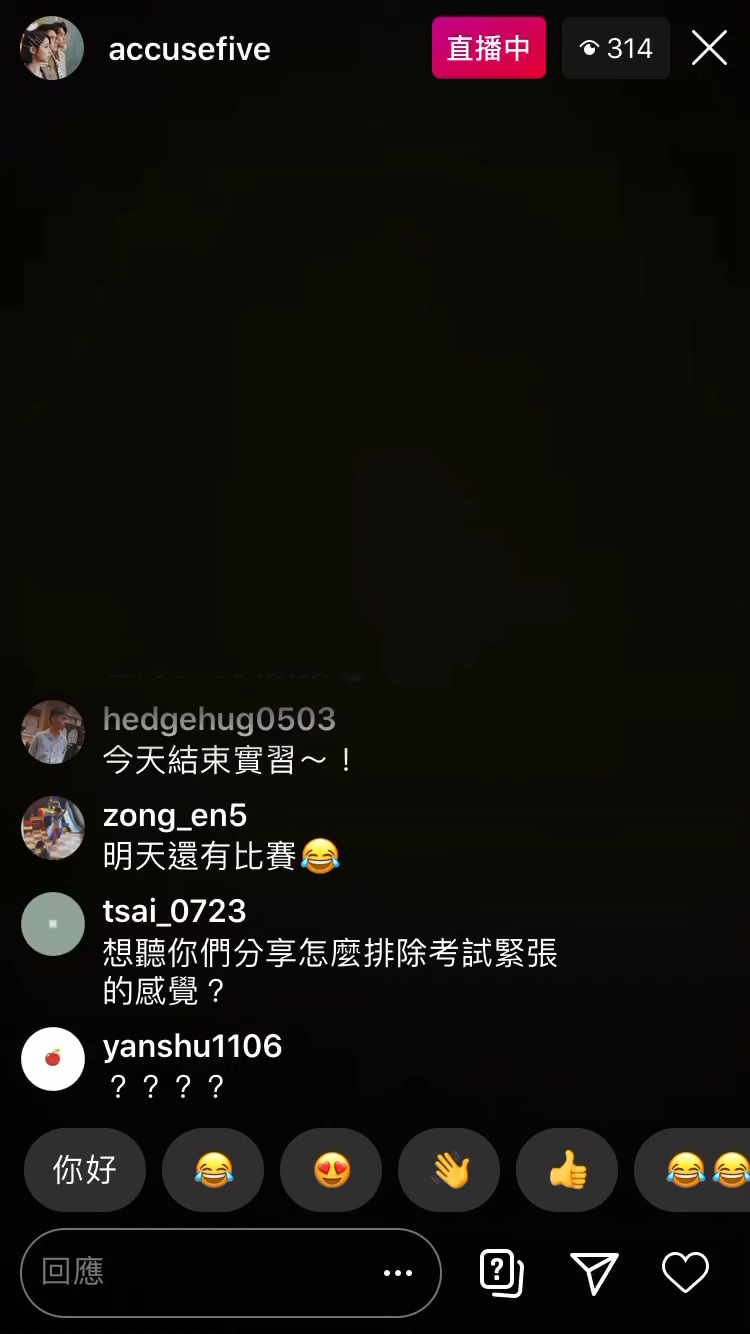 accusefive
直播中
314
hedgehug0503
今天結束實習～！
zong_en5
明天還有比賽😂
tsai_0723
想聽你們分享怎麼排除考試緊張
的感覺？
yanshu1106
？？？？
你好
回應